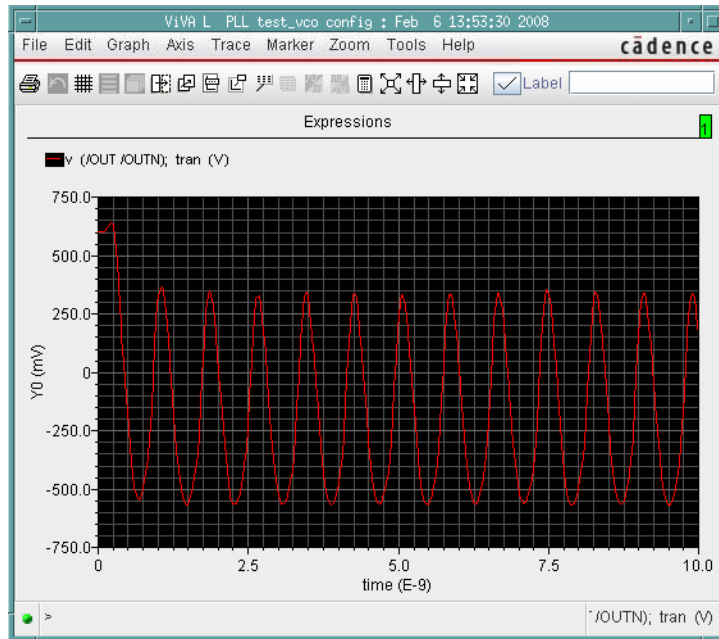 ViVA L PLL test_vco config : Feb 6 13:53:30 2008
File Edit Graph Axis Trace Marker Zoom Tools Help cādence
Label
Expressions
1
v (/OUT /OUTN); tran (V)
750.0
500.0
250.0
0
-250.0
-500.0
-750.0
Y0 (mV)
0 2.5 5.0 7.5 10.0
time (E-9)
> /OUTN); tran (V)